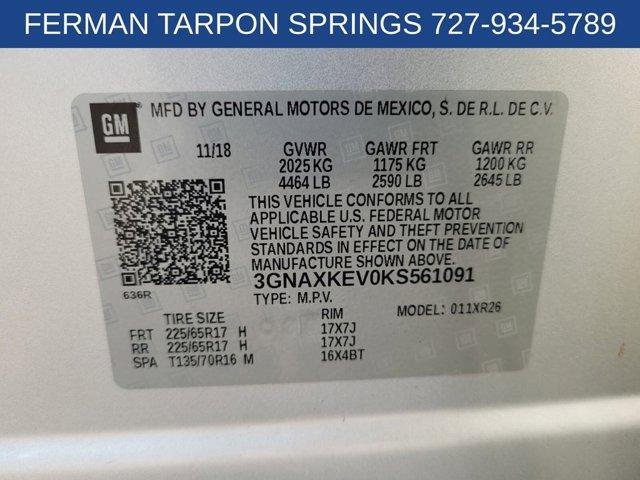 FERMAN TARPON SPRINGS 727-934-5789
GM
MFD BY GENERAL MOTORS DE MEXICO, S. DE R.L. DE C.V.
11/18 GVWR GAWR FRT GAWR RR
2025 KG 1175 KG 1200 KG
4464 LB 2590 LB 2645 LB
THIS VEHICLE CONFORMS TO ALL
APPLICABLE U.S. FEDERAL MOTOR
VEHICLE SAFETY AND THEFT PREVENTION
STANDARDS IN EFFECT ON THE DATE OF
MANUFACTURE SHOWN ABOVE.
3GNAXKEV0KS561091
636R TYPE: M.P.V. MODEL: 011XR26
TIRE SIZE RIM
FRT 225/65R17 H 17X7J
RR 225/65R17 H 17X7J
SPA T135/70R16 M 16X4BT